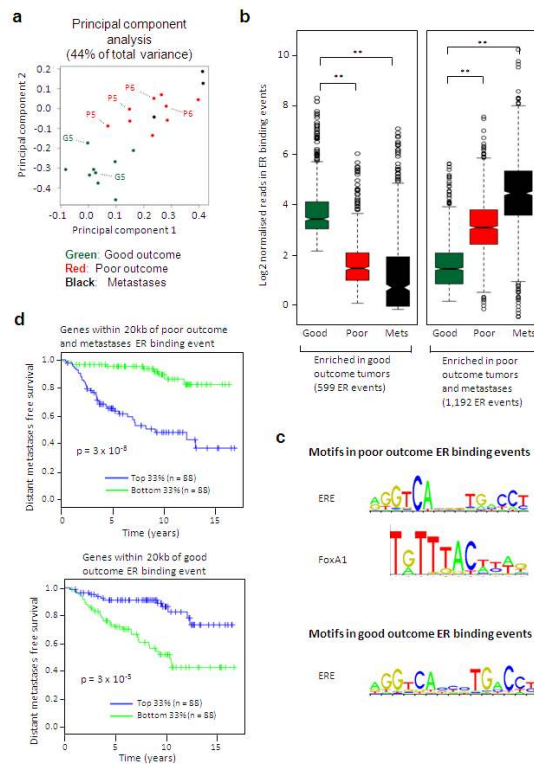 a
Principal component
analysis
(44% of total variance)
Principal component 2
0.2
0.1
0.0
-0.1
-0.2
-0.3
-0.4
P5
P6
P5
P6
G5
G5
-0.1 0.0 0.1 0.2 0.3 0.4
Principal component 1
Green: Good outcome
Red: Poor outcome
Black: Metastases
b
Log2 normalised reads in ER binding events
10
8
6
4
2
0
**
**
**
**
Good Poor Mets Good Poor Mets
Enriched in good
outcome tumors
(599 ER events)
Enriched in poor
outcome tumors
and metastases
(1,192 ER events)
c
Motifs in poor outcome ER binding events
ERE
FoxA1
Motifs in good outcome ER binding events
ERE
d
Genes within 20kb of poor outcome
and metastases ER binding event
Distant metastases free survival
1.0
0.8
0.6
0.4
0.2
0.0
p = 3 x 10-8
Top 33% (n = 88)
Bottom 33% (n = 88)
0 5 10 15
Time (years)
Genes within 20kb of good
outcome ER binding event
Distant metastases free survival
1.0
0.8
0.6
0.4
0.2
0.0
p = 3 x 10-5
Top 33% (n = 88)
Bottom 33% (n = 88)
0 5 10 15
Time (years)